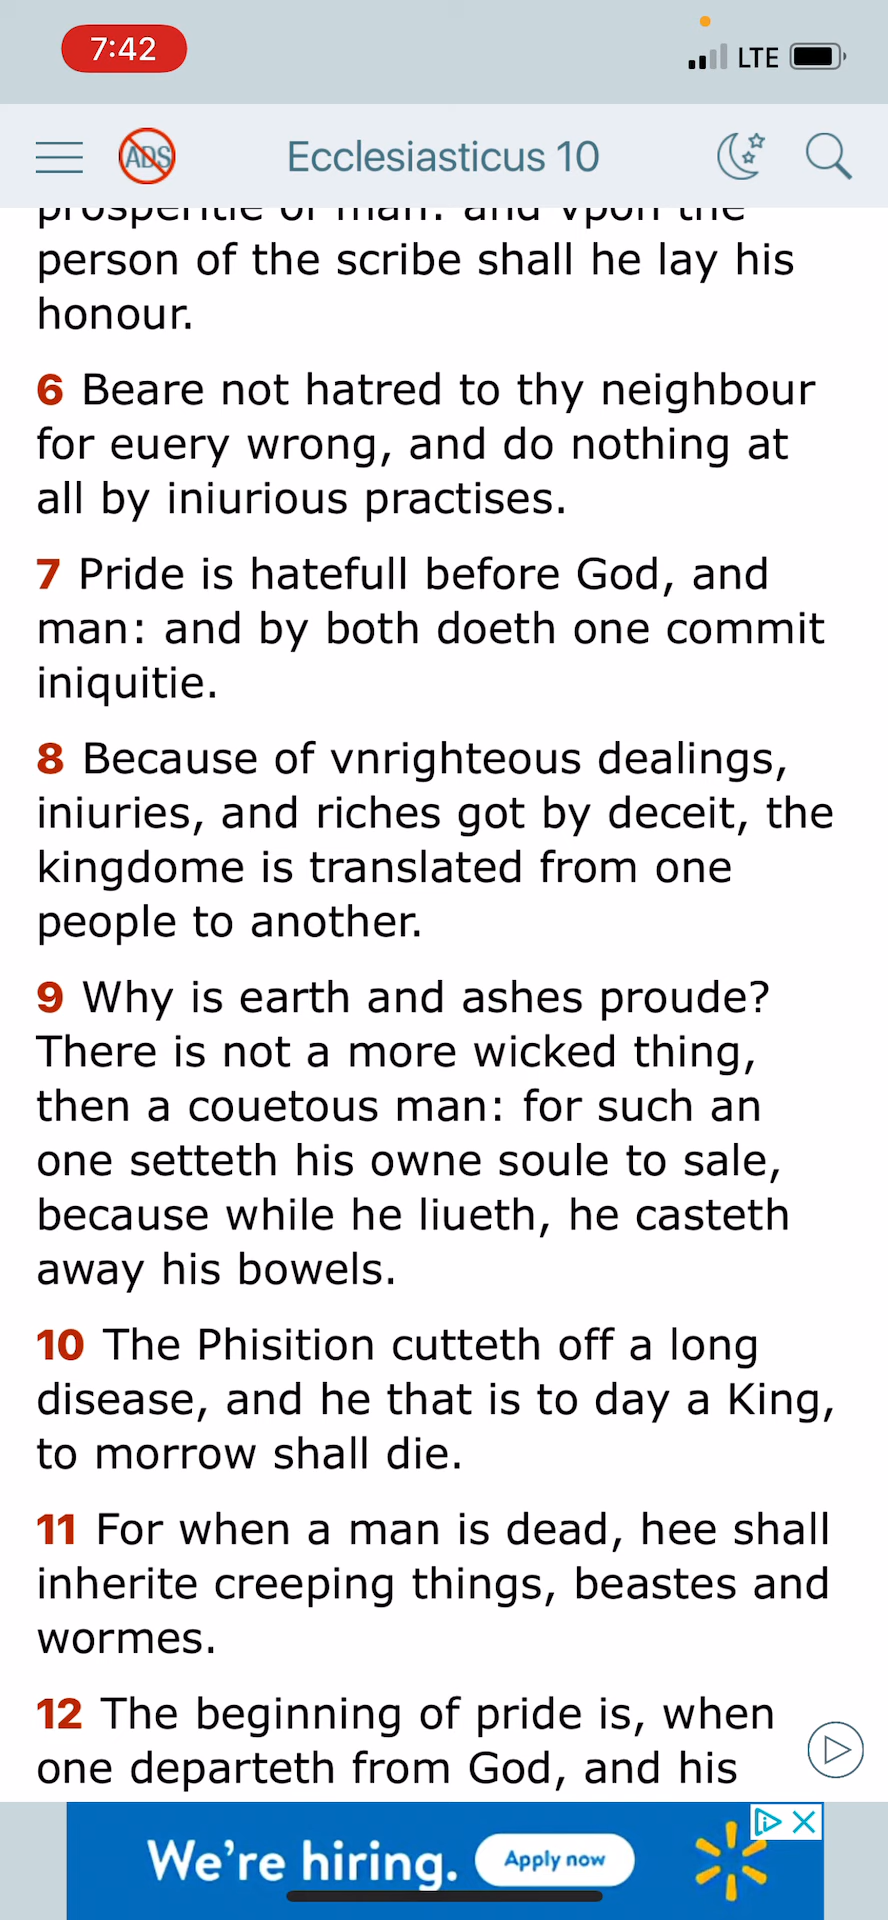 7:42
LTE
ADS
Ecclesiasticus 10
prosperitie of man: and vpon the
person of the scribe shall he lay his
honour.
6 Beare not hatred to thy neighbour
for euery wrong, and do nothing at
all by iniurious practises.
7 Pride is hatefull before God, and
man: and by both doeth one commit
iniquitie.
8 Because of vnrighteous dealings,
iniuries, and riches got by deceit, the
kingdome is translated from one
people to another.
9 Why is earth and ashes proude?
There is not a more wicked thing,
then a couetous man: for such an
one setteth his owne soule to sale,
because while he liueth, he casteth
away his bowels.
10 The Phisition cutteth off a long
disease, and he that is to day a King,
to morrow shall die.
11 For when a man is dead, hee shall
inherite creeping things, beastes and
wormes.
12 The beginning of pride is, when
one departeth from God, and his
We're hiring.
Apply now